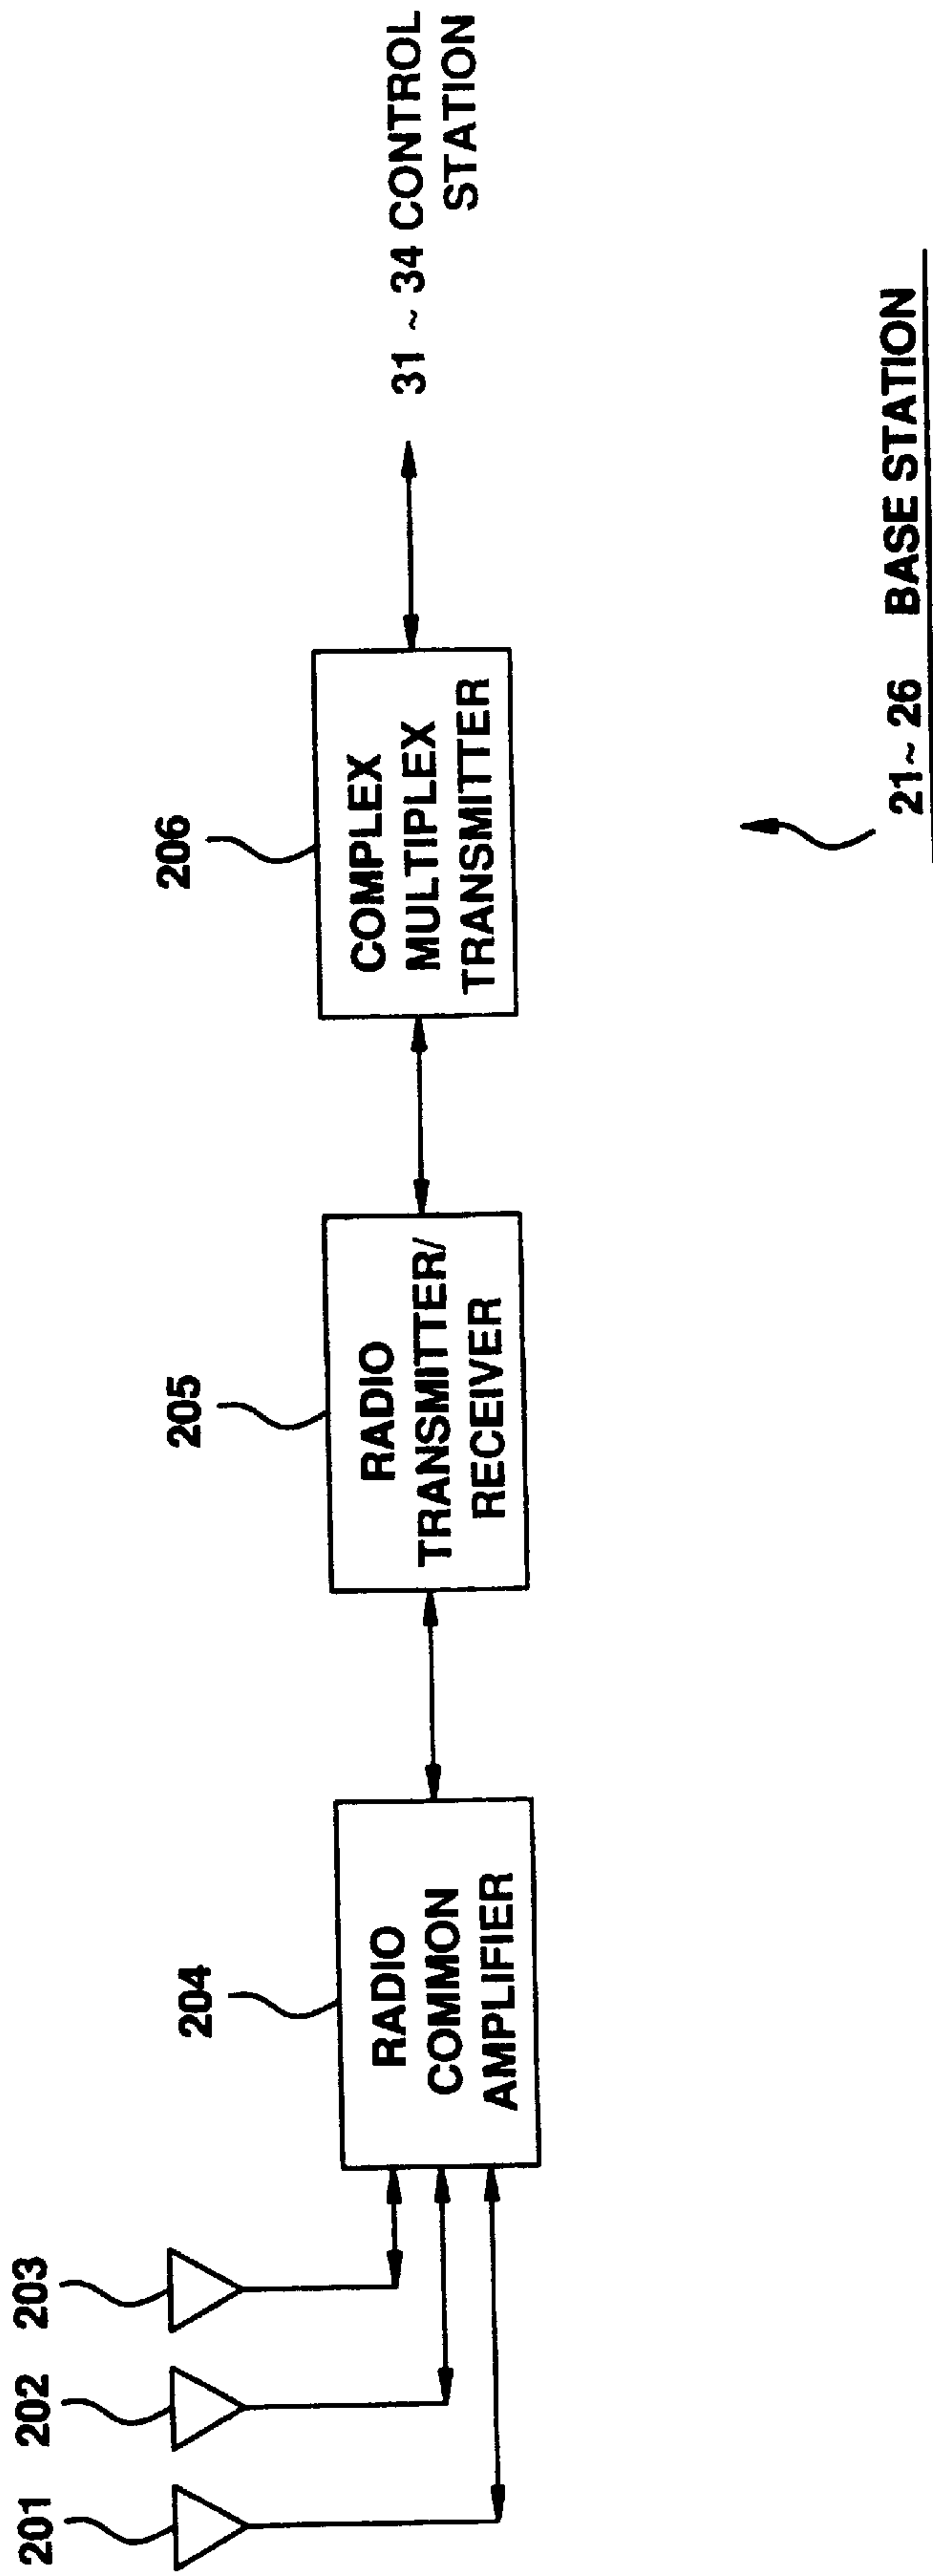 201
202
203
204
RADIO
COMMON
AMPLIFIER
205
RADIO
TRANSMITTER/
RECEIVER
206
COMPLEX
MULTIPLEX
TRANSMITTER
31 ~ 34 CONTROL
STATION
21~ 26 BASE STATION